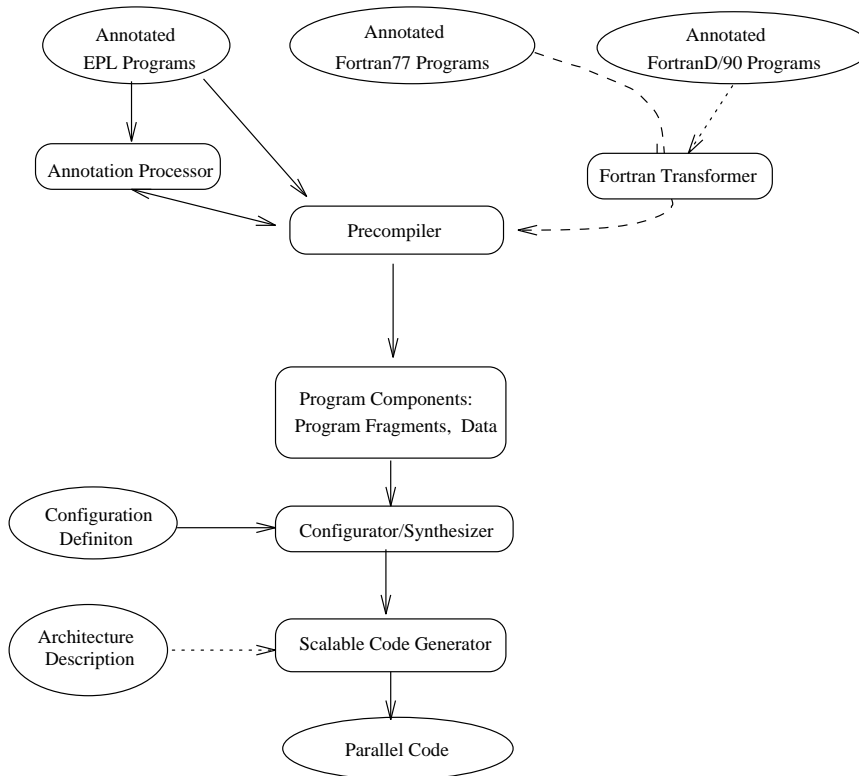 Annotated
EPL Programs
Annotated
Fortran77 Programs
Annotated
FortranD/90 Programs
Annotation Processor
Fortran Transformer
Precompiler
Program Components:
Program Fragments, Data
Configuration
Definiton
Configurator/Synthesizer
Architecture
Description
Scalable Code Generator
Parallel Code